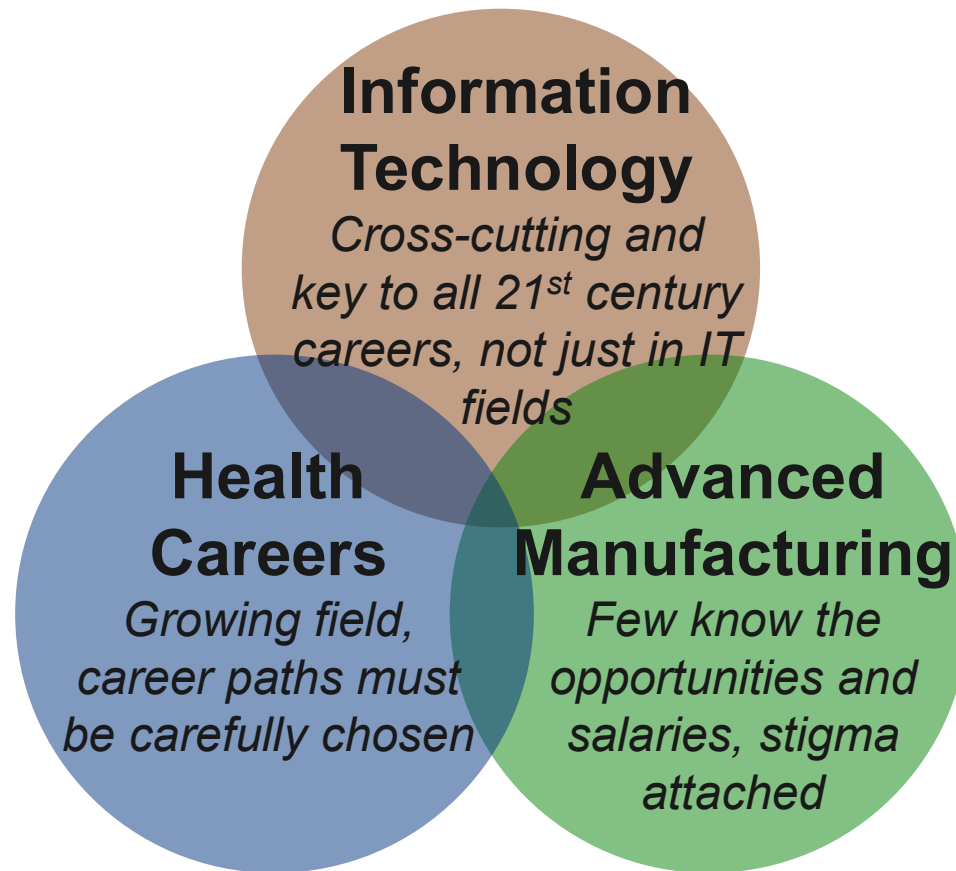 Information
Technology
Cross-cutting and
key to all 21st century
careers, not just in IT
fields
Health
Careers
Growing field,
career paths must
be carefully chosen
Advanced
Manufacturing
Few know the
opportunities and
salaries, stigma
attached